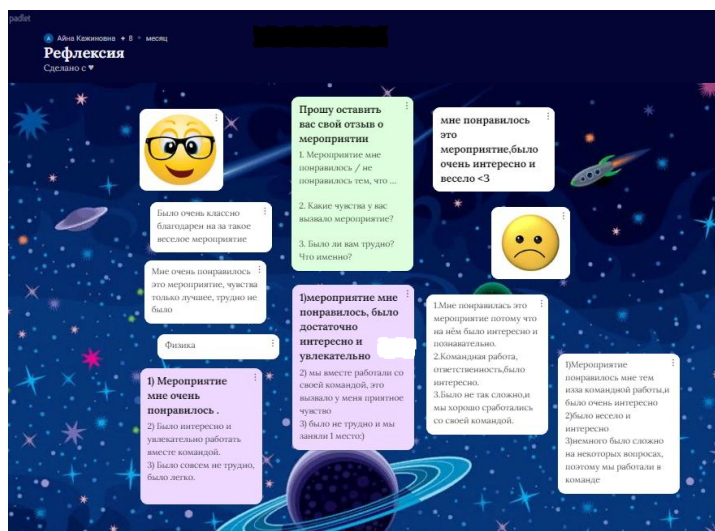 padlet
Айна Кажиновна + 8 • месяц
Рефлексия
Сделано с ♥
Прошу оставить
вас свой отзыв о
мероприятии
1. Мероприятие мне
понравилось / не
понравилось тем, что ...
2. Какие чувства у вас
вызвало мероприятие?
3. Было ли вам трудно?
Что именно?
мне понравилось
это
мероприятие,было
очень интересно и
весело <3
Было очень классно
благодарен на за такое
веселое мероприятие
Мне очень понравилось
это мероприятие, чувства
только лучшее, трудно не
было
Физика
1) Мероприятие
мне очень
понравилось .
2) Было интересно и
увлекательно работать
вместе командой.
3) Было совсем не трудно,
было легко.
1)мероприятие мне
понравилось, было
достаточно
интересно и
увлекательно
2) мы вместе работали со
своей командой, это
вызвало у меня приятное
чувство
3) было не трудно и мы
заняли 1 место:)
1.Мне понравилась это
мероприятие потому что
на нём было интересно и
познавательно.
2.Командная работа,
ответственность,было
интересно.
3.Было не так сложно,и
мы хорошо сработались
со своей командой.
1)Мероприятие
понравилось мне тем
изза командной работы,и
было очень интересно
2)было весело и
интересно
3)немного было сложно
на некоторых вопросах,
поэтому мы работали в
команде